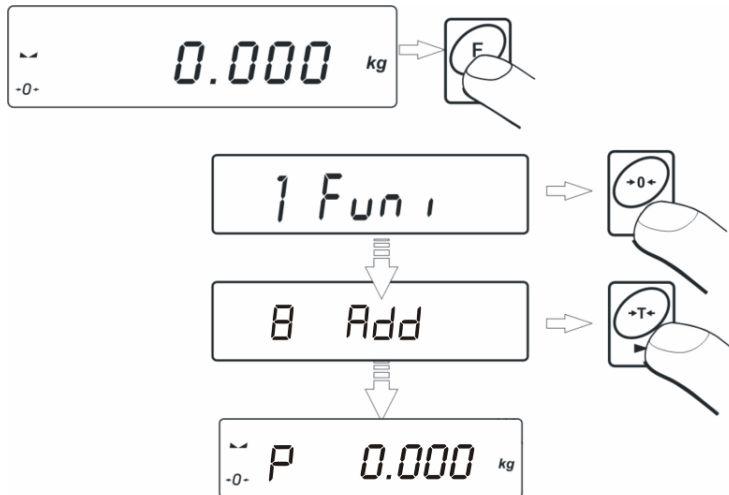 -0- 0.000 kg F
1 Funi →0←
8 Add →T←
-0- P 0.000 kg